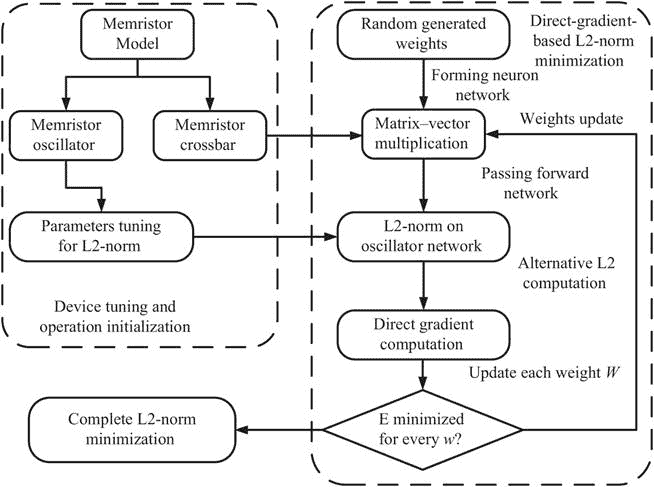 Memristor
Model
Memristor
oscillator
Memristor
crossbar
Parameters tuning
for L2-norm
Device tuning and
operation initialization
Random generated
weights
Direct-gradient-
based L2-norm
minimization
Forming neuron
network
Matrix–vector
multiplication
Weights update
Passing forward
network
L2-norm on
oscillator network
Alternative L2
computation
Direct gradient
computation
Update each weight W
E minimized
for every w?
Complete L2-norm
minimization